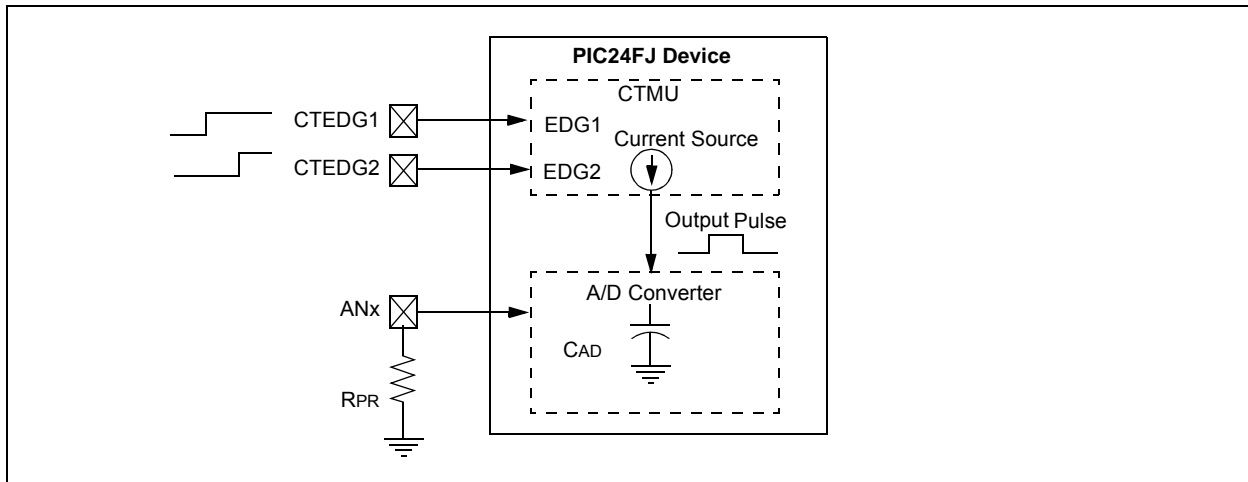 PIC24FJ Device
CTMU
CTEDG1
EDG1
Current Source
CTEDG2
EDG2
Output Pulse
A/D Converter
ANx
CAD
RPR